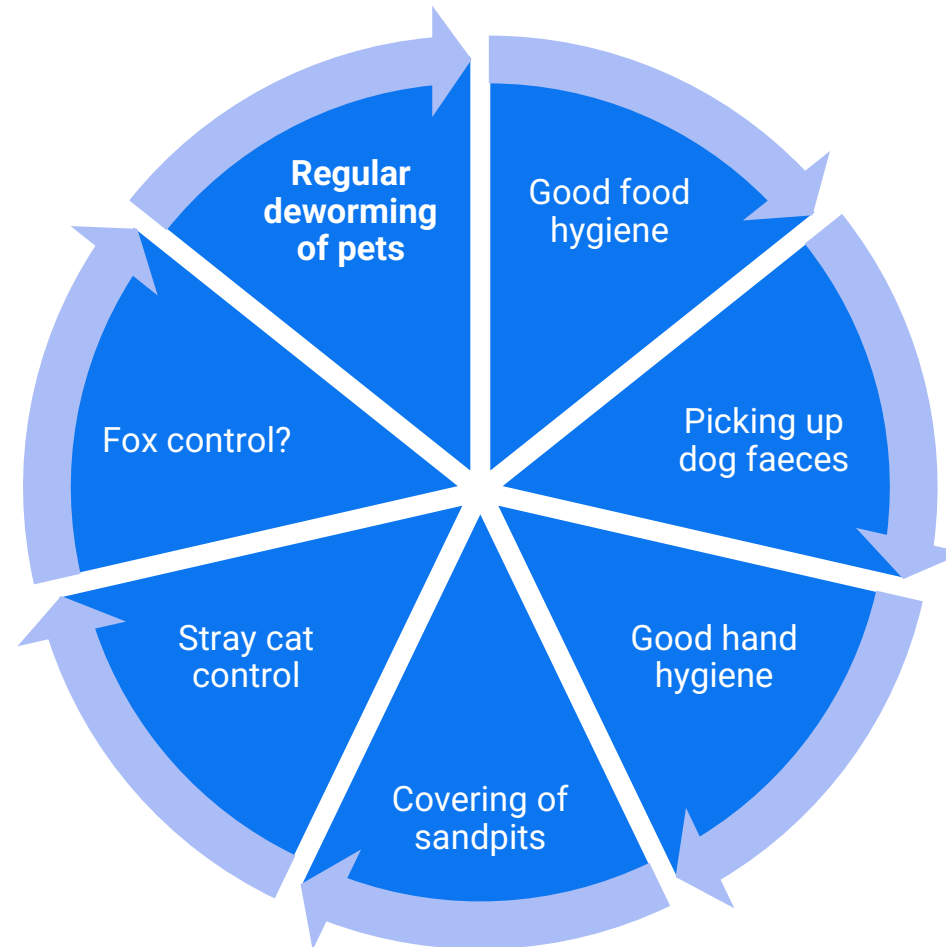 Regular
deworming
of pets
Good food
hygiene
Picking up
dog faeces
Good hand
hygiene
Covering of
sandpits
Stray cat
control
Fox control?